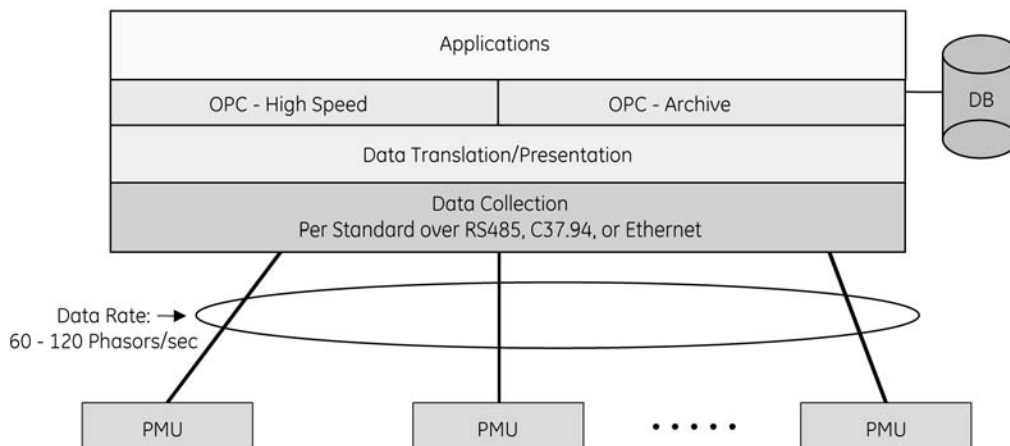 Applications
OPC - High Speed
OPC - Archive
DB
Data Translation/Presentation
Data Collection
Per Standard over RS485, C37.94, or Ethernet
Data Rate:
60 - 120 Phasors/sec
PMU
PMU
PMU